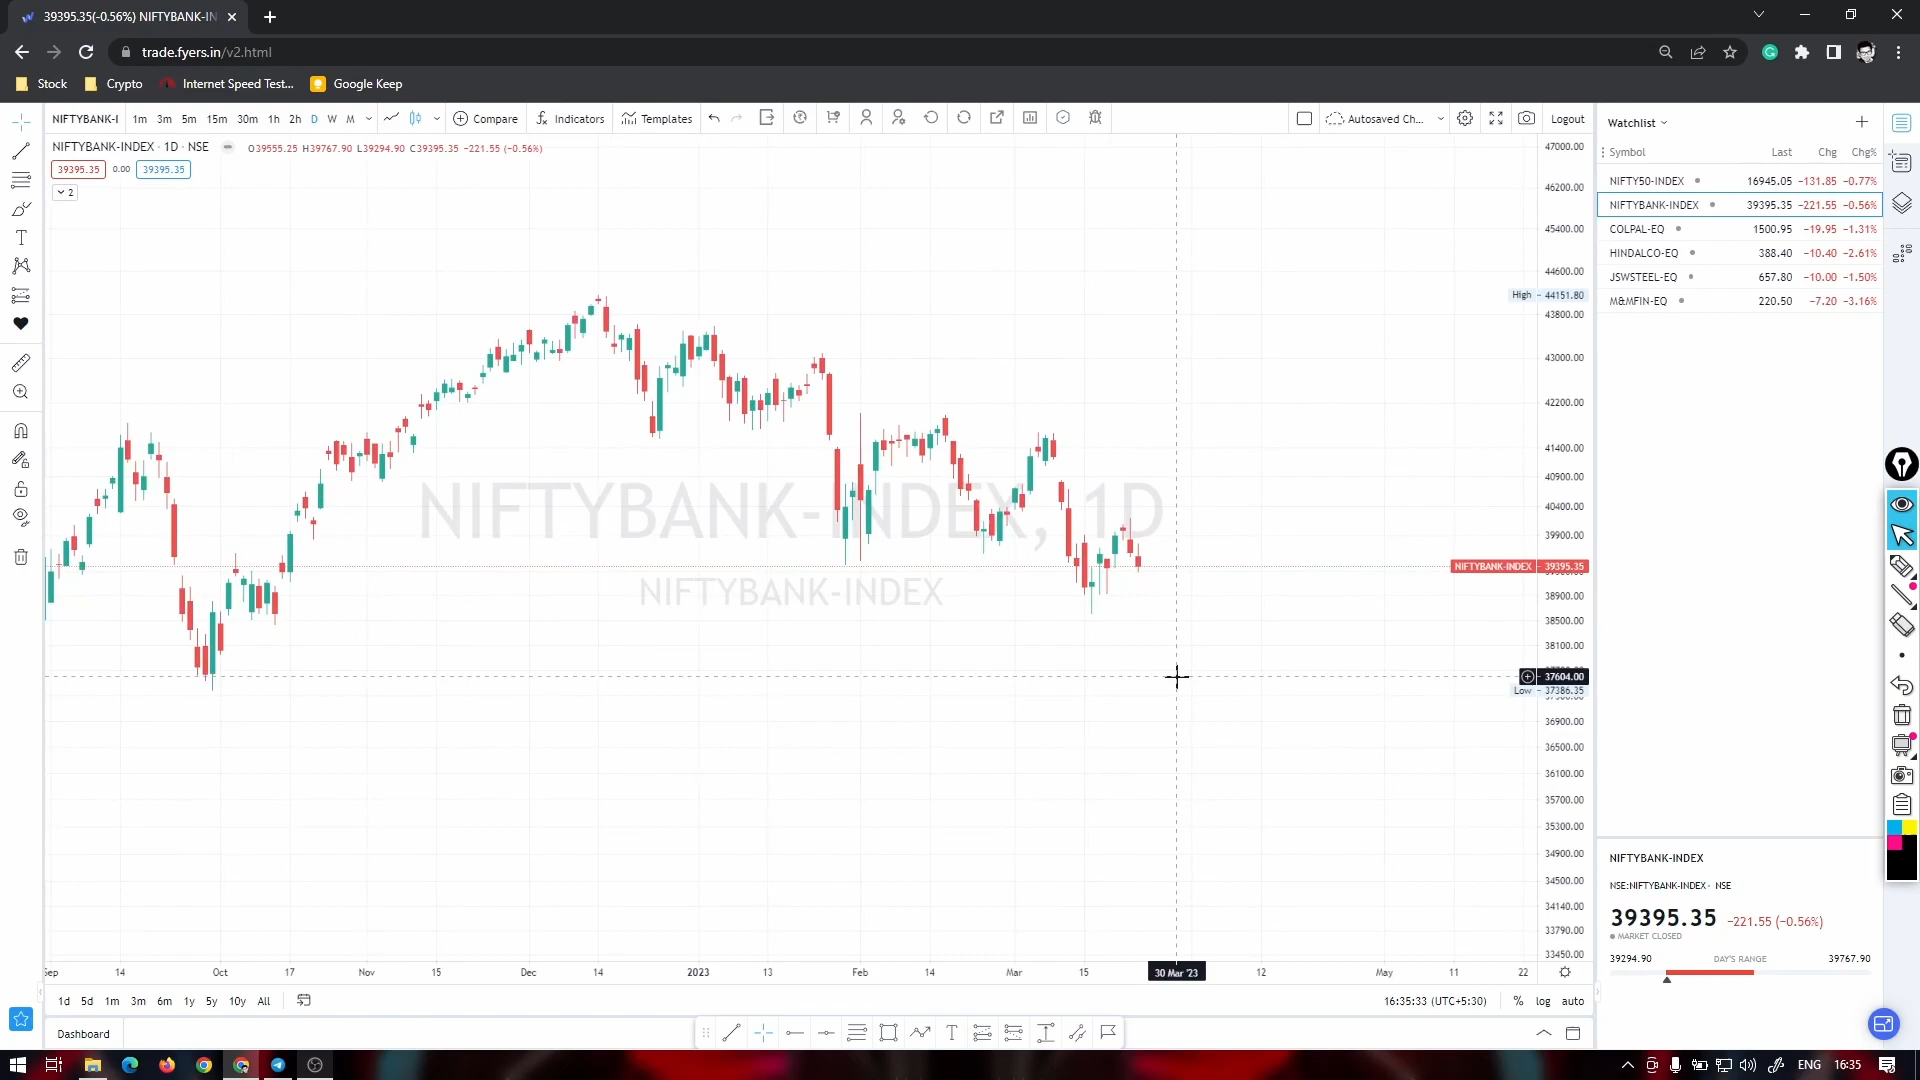 39395.35(-0.56%) NIFTYBANK-IN
trade.fyers.in/v2.html
Stock Crypto Internet Speed Test... Google Keep
NIFTYBANK-I 1m 3m 5m 15m 30m 1h 2h D W M Compare Indicators Templates Autosaved Ch... Logout
NIFTYBANK-INDEX · 1D · NSE O39555.25 H39767.90 L39294.90 C39395.35 −221.55 (−0.56%)
39395.35 0.00 39395.35
2
NIFTYBANK-INDEX, 1D
NIFTYBANK-INDEX
47000.00
46200.00
45400.00
44600.00
High 44151.80
43800.00
43000.00
42200.00
41400.00
40900.00
40400.00
39900.00
NIFTYBANK-INDEX 39395.35
38900.00
38500.00
38100.00
37604.00
Low 37386.35
36900.00
36500.00
36100.00
35700.00
35300.00
34900.00
34500.00
34140.00
33790.00
33450.00
Sep 14 Oct 17 Nov 15 Dec 14 2023 13 Feb 14 Mar 15 30 Mar '23 12 May 11 22
1d 5d 1m 3m 6m 1y 5y 10y All 16:35:33 (UTC+5:30) % log auto
Dashboard
Watchlist
Symbol Last Chg Chg%
NIFTY50-INDEX 16945.05 −131.85 −0.77%
NIFTYBANK-INDEX 39395.35 −221.55 −0.56%
COLPAL-EQ 1500.95 −19.95 −1.31%
HINDALCO-EQ 388.40 −10.40 −2.61%
JSWSTEEL-EQ 657.80 −10.00 −1.50%
M&MFIN-EQ 220.50 −7.20 −3.16%
NIFTYBANK-INDEX
NSE:NIFTYBANK-INDEX · NSE
39395.35 −221.55 (−0.56%)
MARKET CLOSED
39294.90 DAY'S RANGE 39767.90
ENG 16:35